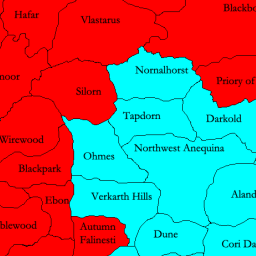 Hafar
Vlastarus
Blackbo
Nornalhorst
noor
Priory of
Silorn
Tapdorn
Darkold
Wirewood
Northwest Anequina
Ohmes
Blackpark
Verkarth Hills
Aland
Elbon
blewood
Autumn
Falinesti
Dune
Cori Da